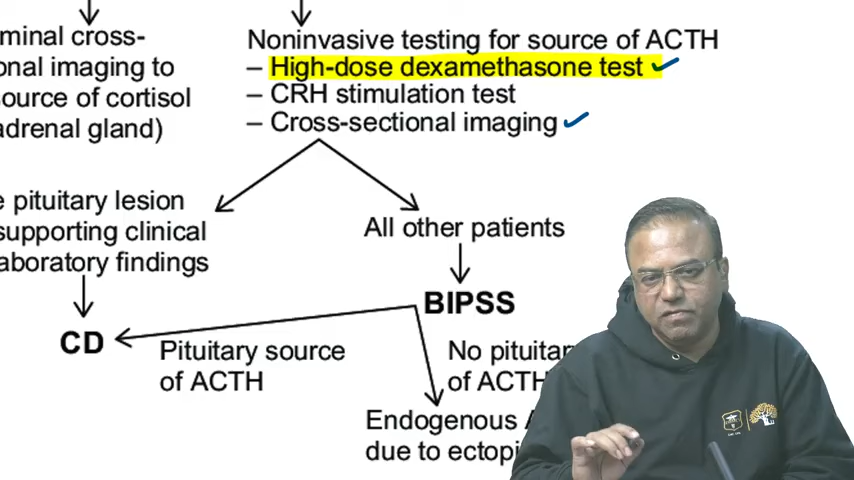 minal cross-
onal imaging to
ource of cortisol
adrenal gland)
Noninvasive testing for source of ACTH
– High-dose dexamethasone test
– CRH stimulation test
– Cross-sectional imaging
e pituitary lesion
supporting clinical
aboratory findings
All other patients
BIPSS
CD
Pituitary source
of ACTH
No pituitar
of ACTH
Endogenous A
due to ectopi